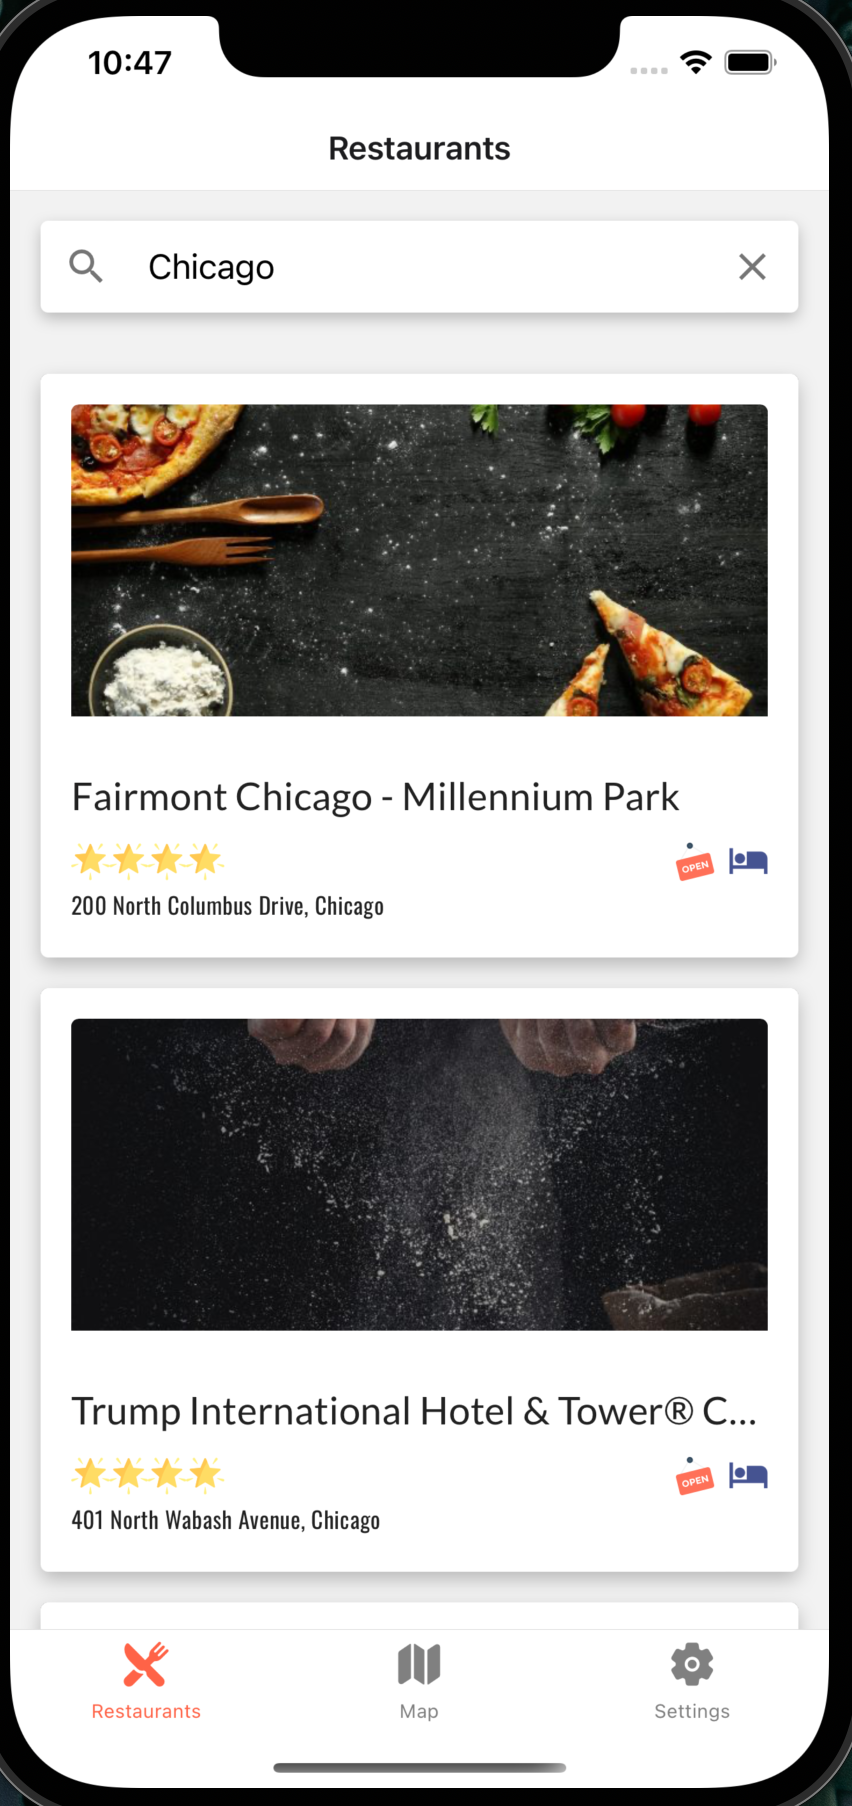 10:47
Restaurants
Chicago
Fairmont Chicago - Millennium Park
OPEN
200 North Columbus Drive, Chicago
Trump International Hotel & Tower® C...
OPEN
401 North Wabash Avenue, Chicago
Restaurants Map Settings